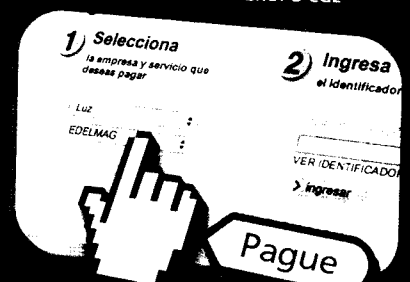 1) Selecciona
la empresa y servicio que
deseas pagar
Luz
EDELMAG
2) Ingresa
el identificador
VER IDENTIFICADOR
> ingresar
Pague